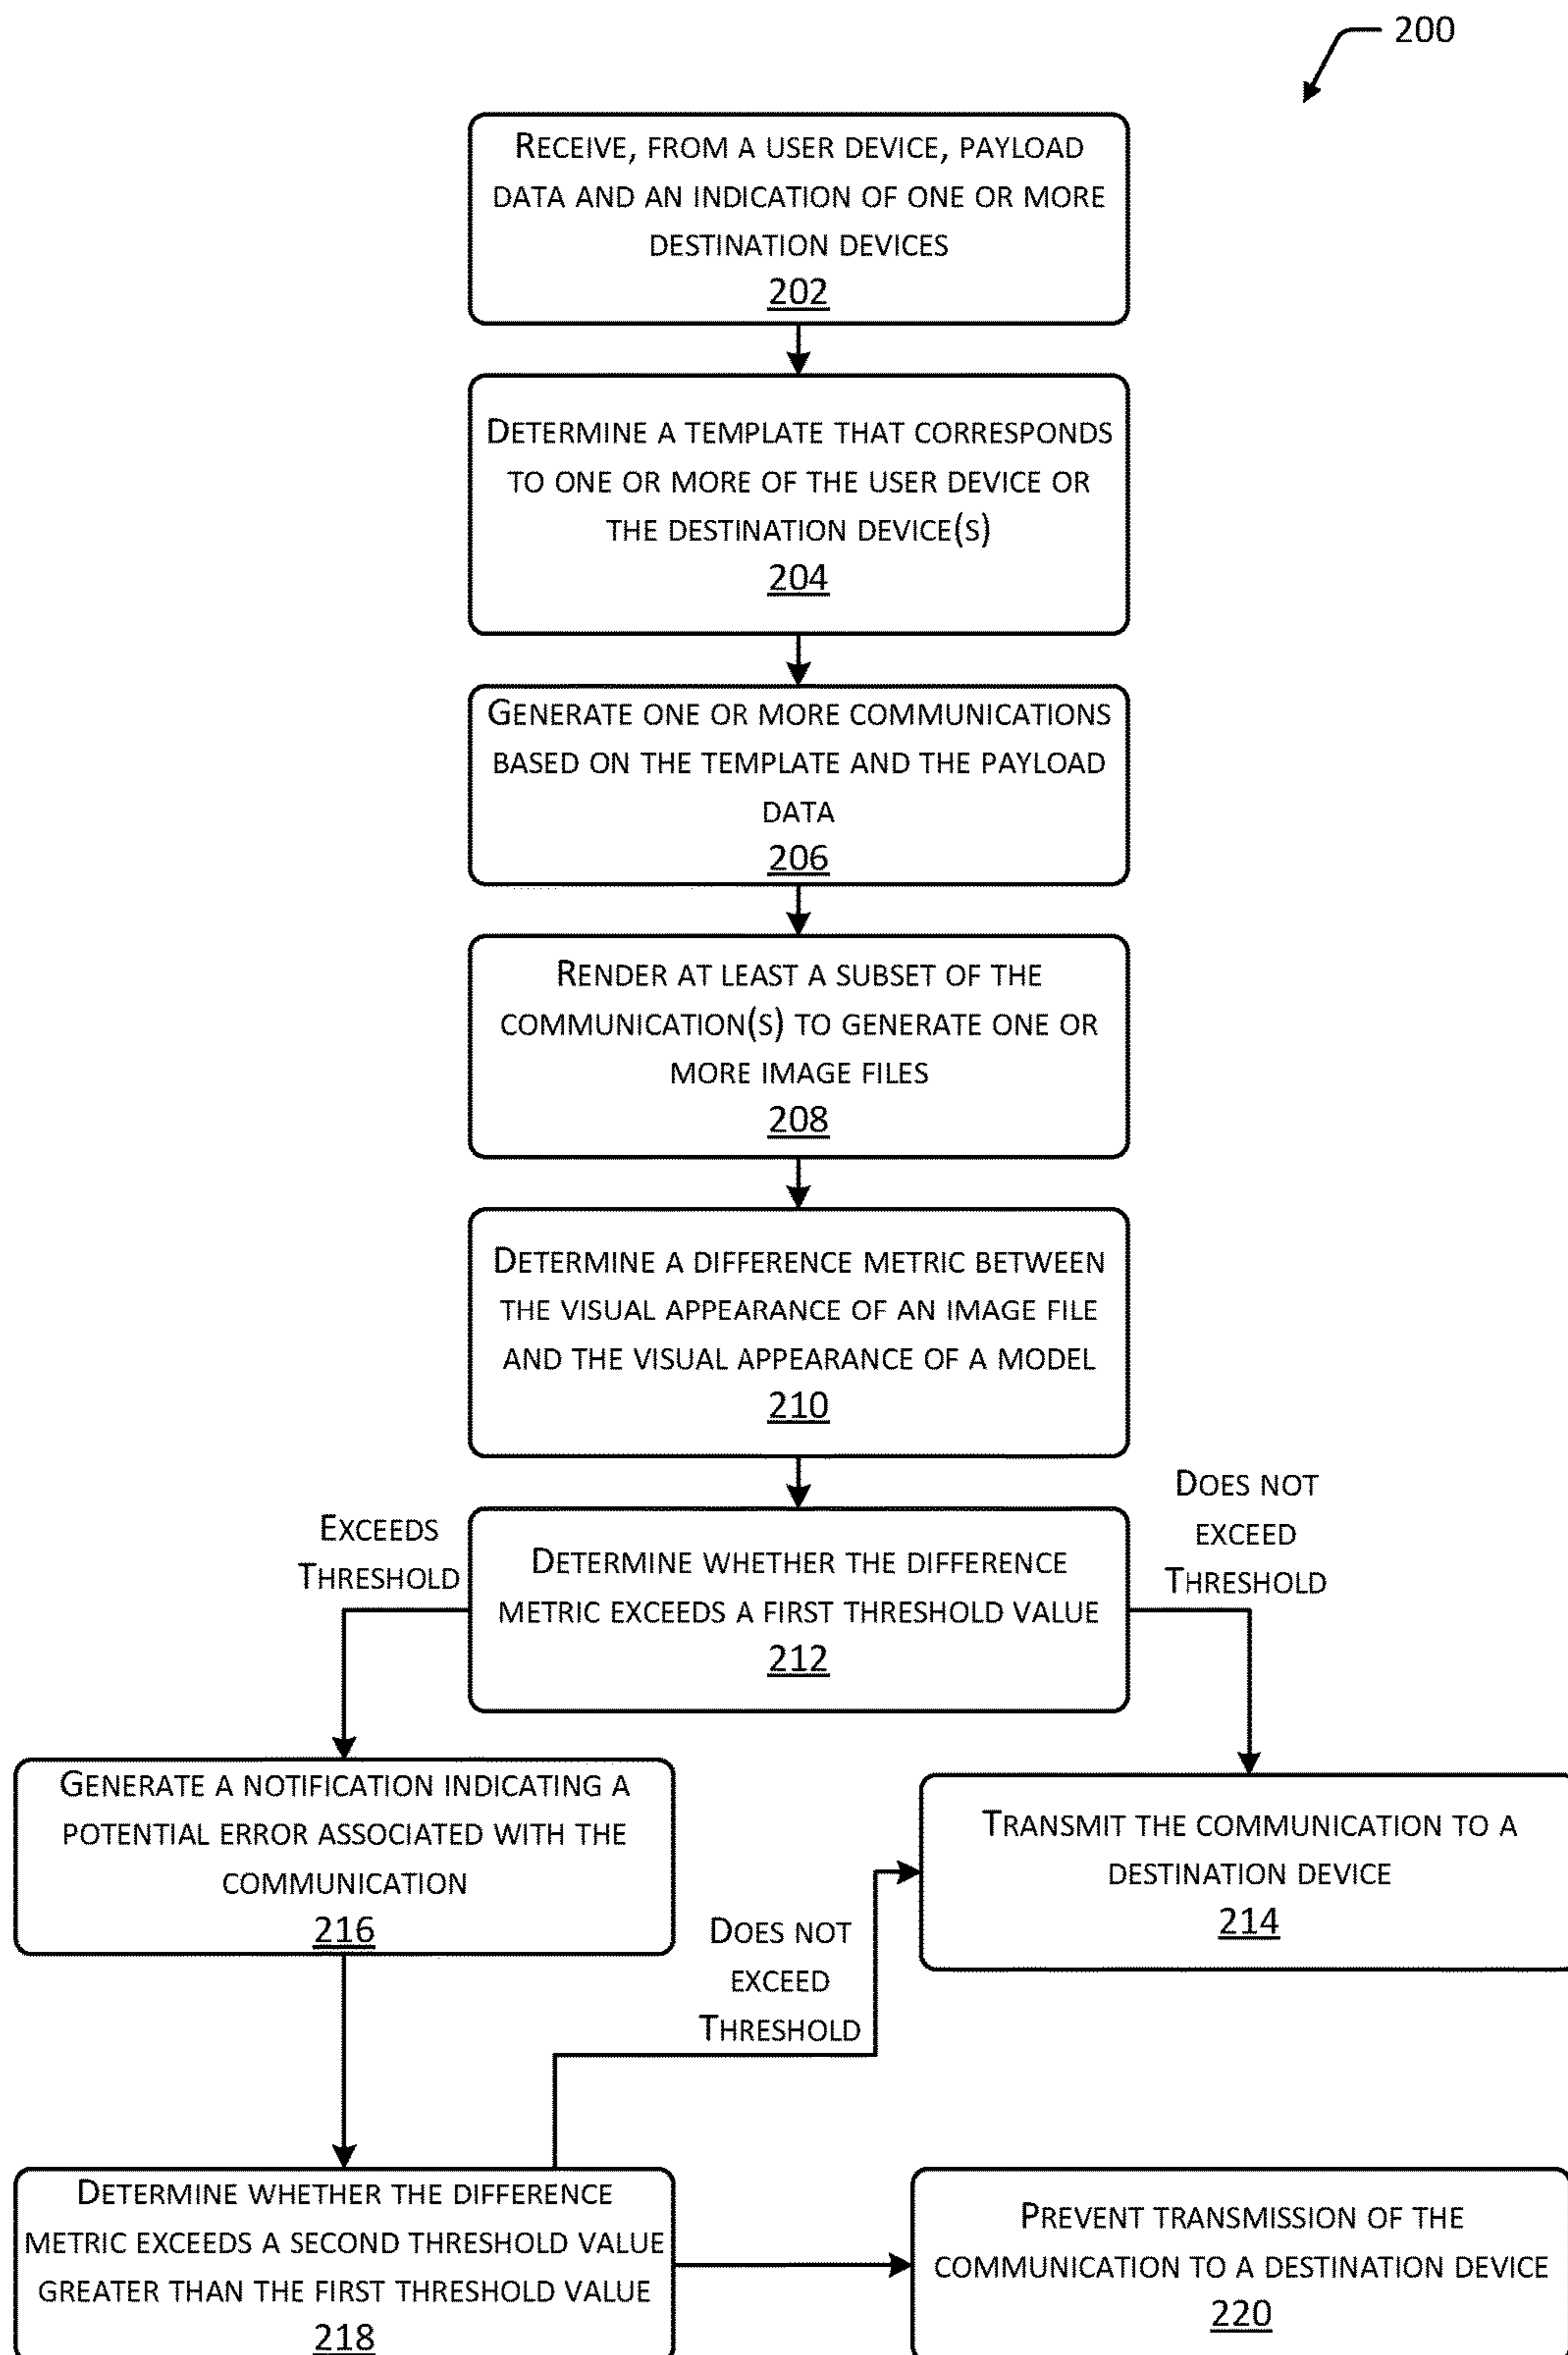 200
RECEIVE, FROM A USER DEVICE, PAYLOAD
DATA AND AN INDICATION OF ONE OR MORE
DESTINATION DEVICES
202
DETERMINE A TEMPLATE THAT CORRESPONDS
TO ONE OR MORE OF THE USER DEVICE OR
THE DESTINATION DEVICE(S)
204
GENERATE ONE OR MORE COMMUNICATIONS
BASED ON THE TEMPLATE AND THE PAYLOAD
DATA
206
RENDER AT LEAST A SUBSET OF THE
COMMUNICATION(S) TO GENERATE ONE OR
MORE IMAGE FILES
208
DETERMINE A DIFFERENCE METRIC BETWEEN
THE VISUAL APPEARANCE OF AN IMAGE FILE
AND THE VISUAL APPEARANCE OF A MODEL
210
EXCEEDS
THRESHOLD
DETERMINE WHETHER THE DIFFERENCE
METRIC EXCEEDS A FIRST THRESHOLD VALUE
212
DOES NOT
EXCEED
THRESHOLD
GENERATE A NOTIFICATION INDICATING A
POTENTIAL ERROR ASSOCIATED WITH THE
COMMUNICATION
216
TRANSMIT THE COMMUNICATION TO A
DESTINATION DEVICE
214
DOES NOT
EXCEED
THRESHOLD
DETERMINE WHETHER THE DIFFERENCE
METRIC EXCEEDS A SECOND THRESHOLD VALUE
GREATER THAN THE FIRST THRESHOLD VALUE
218
PREVENT TRANSMISSION OF THE
COMMUNICATION TO A DESTINATION DEVICE
220